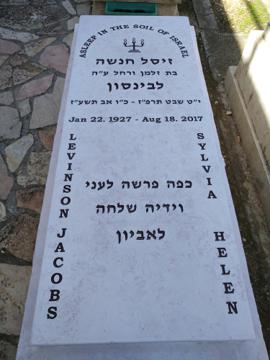 ASLEEP IN THE SOIL OF ISRAEL
זיסל חנשה
בת זלמן ורחל ע"ה
לבינסון
י"ט שבט תרפ"ז - כ"ו אב תשע"ז
Jan 22. 1927 - Aug 18. 2017
LEVINSON JACOBS
SYLVIA HELEN
כפה פרשה לעני
וידיה שלחה
לאביון